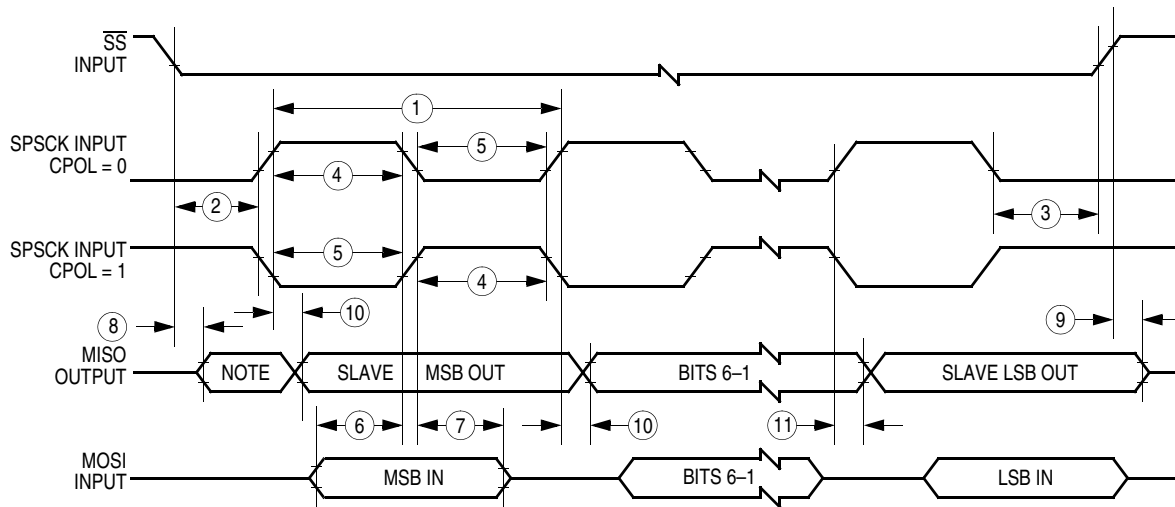 SS
INPUT
1
SPSCK INPUT
CPOL = 0
5
4
2
3
SPSCK INPUT
CPOL = 1
5
4
8
10
9
MISO
OUTPUT
NOTE
SLAVE MSB OUT
BITS 6–1
SLAVE LSB OUT
6
7
10
11
MOSI
INPUT
MSB IN
BITS 6–1
LSB IN